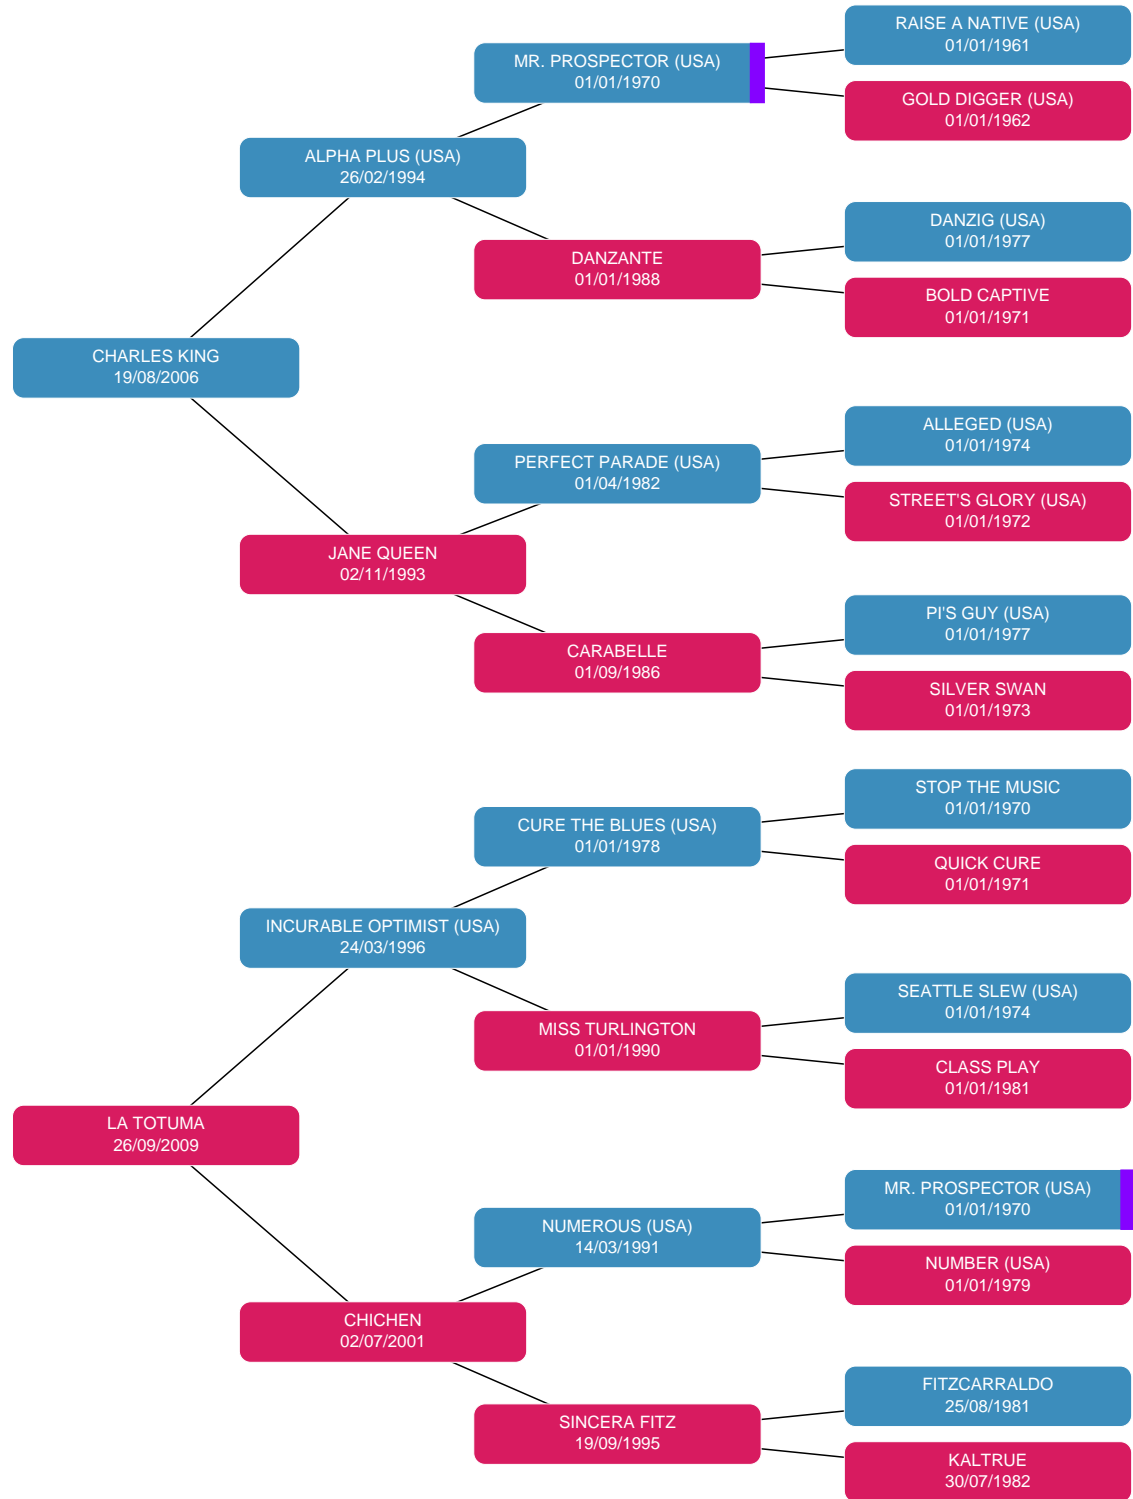 RAISE A NATIVE (USA)
01/01/1961
MR. PROSPECTOR (USA)
01/01/1970
GOLD DIGGER (USA)
01/01/1962
ALPHA PLUS (USA)
26/02/1994
DANZIG (USA)
01/01/1977
DANZANTE
01/01/1988
BOLD CAPTIVE
01/01/1971
CHARLES KING
19/08/2006
ALLEGED (USA)
01/01/1974
PERFECT PARADE (USA)
01/04/1982
STREET'S GLORY (USA)
01/01/1972
JANE QUEEN
02/11/1993
PI'S GUY (USA)
01/01/1977
CARABELLE
01/09/1986
SILVER SWAN
01/01/1973
STOP THE MUSIC
01/01/1970
CURE THE BLUES (USA)
01/01/1978
QUICK CURE
01/01/1971
INCURABLE OPTIMIST (USA)
24/03/1996
SEATTLE SLEW (USA)
01/01/1974
MISS TURLINGTON
01/01/1990
CLASS PLAY
01/01/1981
LA TOTUMA
26/09/2009
MR. PROSPECTOR (USA)
01/01/1970
NUMEROUS (USA)
14/03/1991
NUMBER (USA)
01/01/1979
CHICHEN
02/07/2001
FITZCARRALDO
25/08/1981
SINCERA FITZ
19/09/1995
KALTRUE
30/07/1982